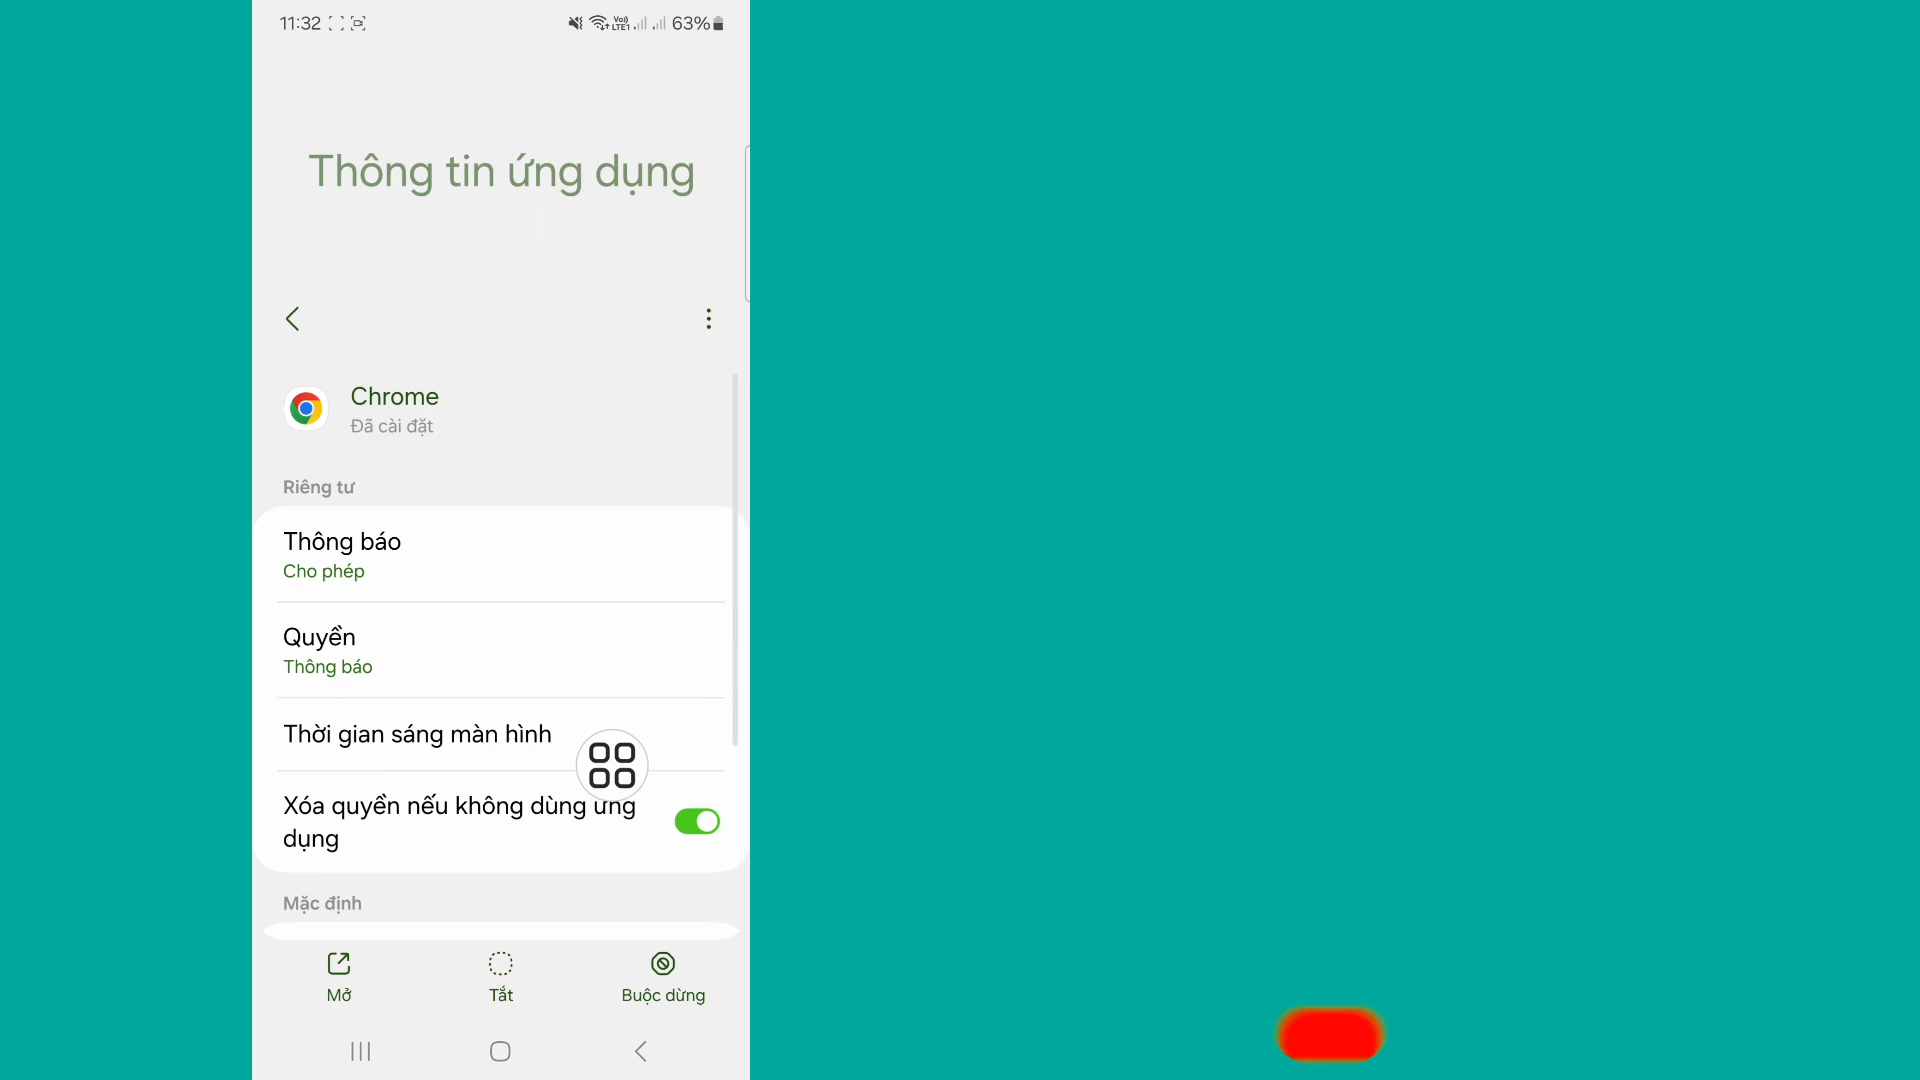 11:32
Vo))
LTE1
63%
Thông tin ứng dụng
Chrome
Đã cài đặt
Riêng tư
Thông báo
Cho phép
Quyền
Thông báo
Thời gian sáng màn hình
Xóa quyền nếu không dùng ứng
dụng
Mặc định
Mở
Tắt
Buộc dừng